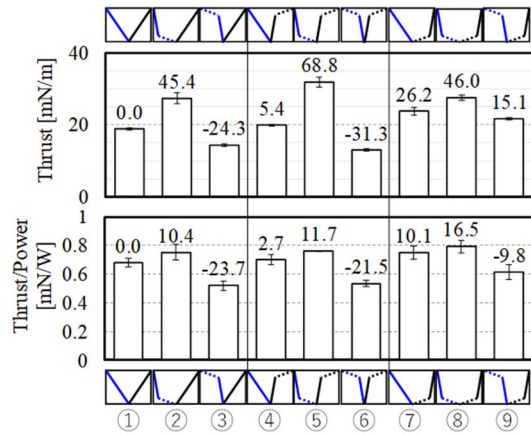 Thrust [mN/m]
40
20
0
0.0 45.4 -24.3 5.4 68.8 -31.3 26.2 46.0 15.1
Thrust/Power
[mN/W]
1
0.8
0.6
0.4
0.2
0
0.0 10.4 -23.7 2.7 11.7 -21.5 10.1 16.5 -9.8
① ② ③ ④ ⑤ ⑥ ⑦ ⑧ ⑨